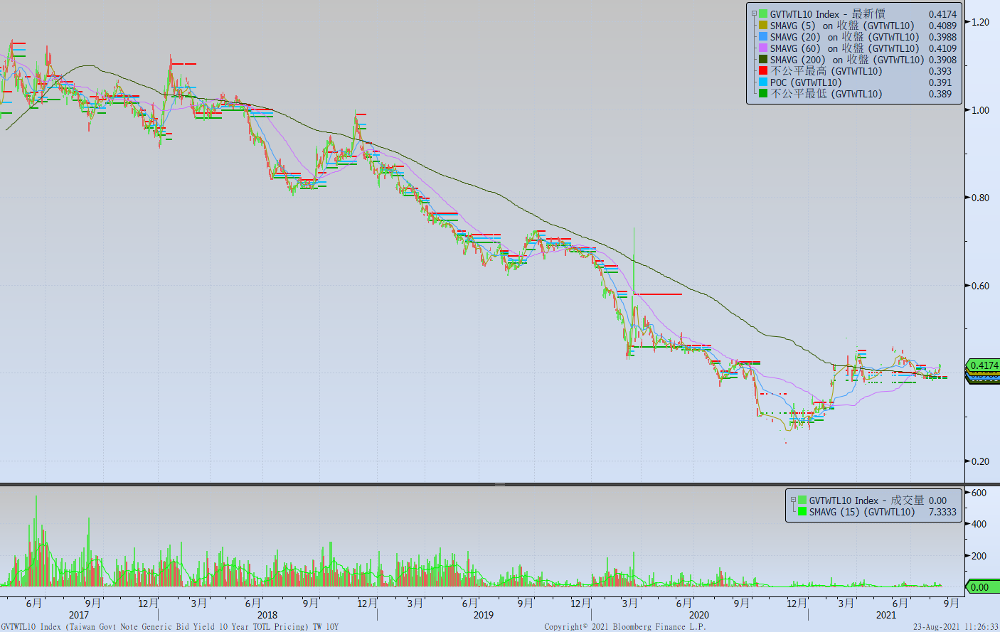 GVTWTL10 Index - 最新價 0.4174
SMAVG (5) on 收盤 (GVTWTL10) 0.4089
SMAVG (20) on 收盤 (GVTWTL10) 0.3988
SMAVG (60) on 收盤 (GVTWTL10) 0.4109
SMAVG (200) on 收盤 (GVTWTL10) 0.3908
不公平最高 (GVTWTL10) 0.393
POC (GVTWTL10) 0.391
不公平最低 (GVTWTL10) 0.389
1.20
1.00
0.80
0.60
0.4174
0.20
GVTWTL10 Index - 成交量 0.00
SMAVG (15) (GVTWTL10) 7.3333
600
400
200
0.00
6月 9月 12月 3月 6月 9月 12月 3月 6月 9月 12月 3月 6月 9月 12月 3月 6月 9月
2017 2018 2019 2020 2021
GVTWTL10 Index (Taiwan Govt Note Generic Bid Yield 10 Year TOTL Pricing) TW 10Y Copyright© 2021 Bloomberg Finance L.P. 23-Aug-2021 11:26:33